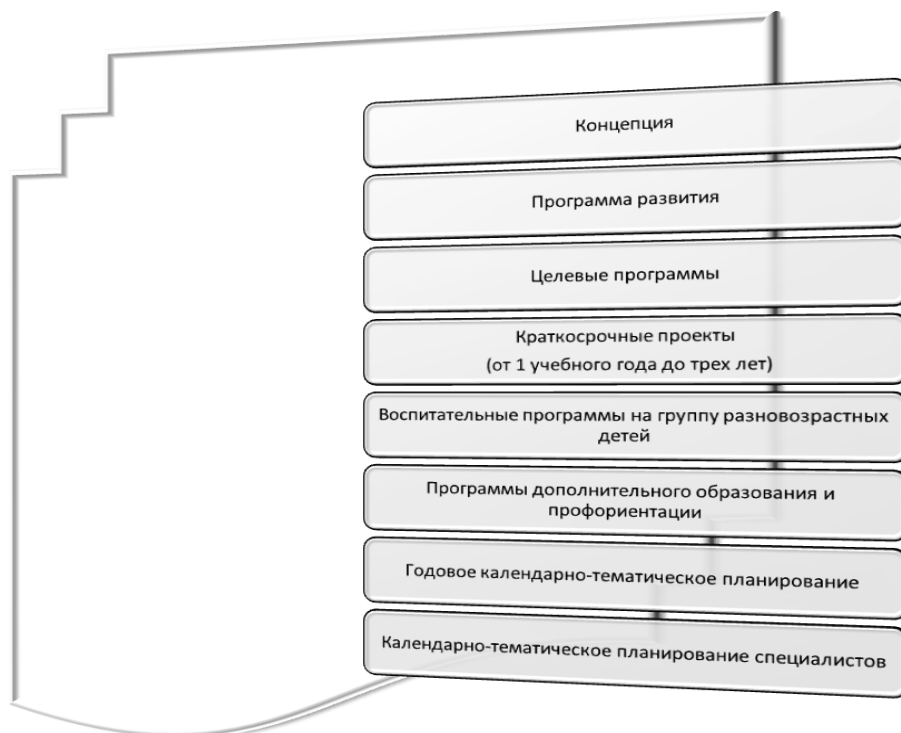 Концепция
Программа развития
Целевые программы
Краткосрочные проекты
(от 1 учебного года до трех лет)
Воспитательные программы на группу разновозрастных
детей
Программы дополнительного образования и
профориентации
Годовое календарно-тематическое планирование
Календарно-тематическое планирование специалистов